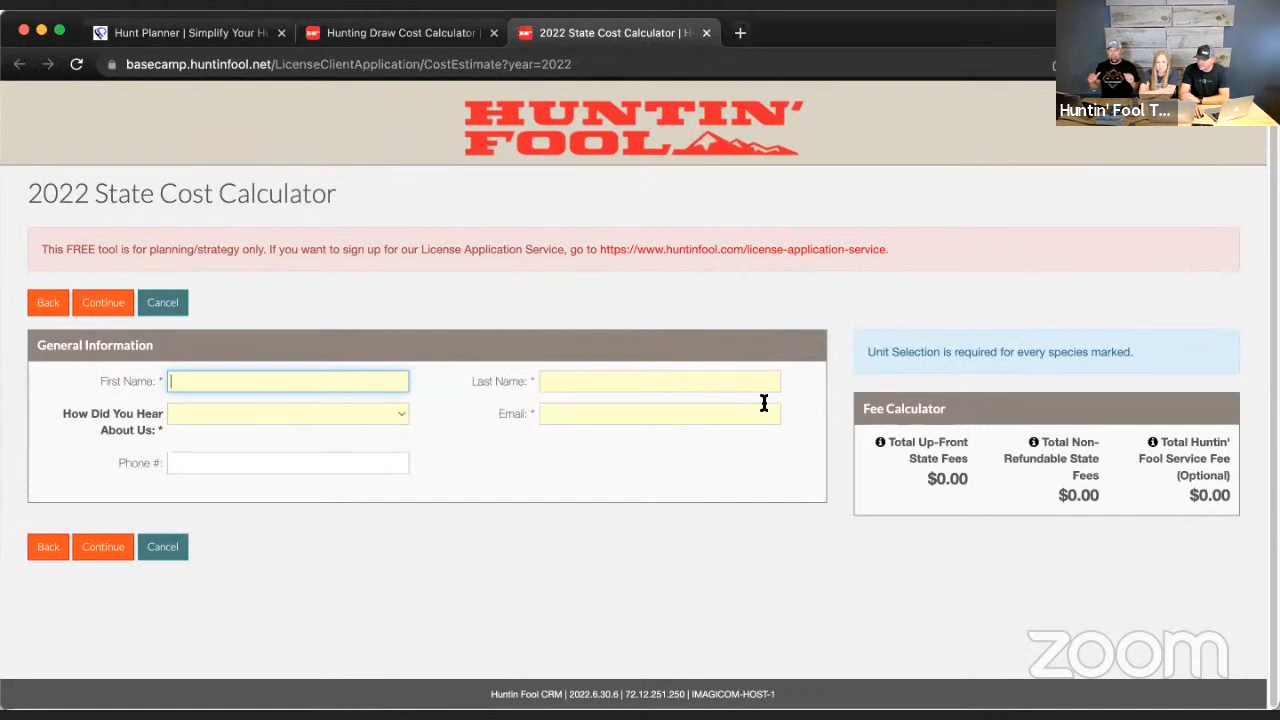 Hunt Planner | Simplify Your H
Hunting Draw Cost Calculator
2022 State Cost Calculator | H
basecamp.huntinfool.net/LicenseClientApplication/CostEstimate?year=2022
Huntin' Fool T...
HUNTIN'
FOOL
2022 State Cost Calculator
This FREE tool is for planning/strategy only. If you want to sign up for our License Application Service, go to https://www.huntinfool.com/license-application-service.
Back Continue Cancel
General Information
First Name: *
Last Name: *
How Did You Hear
About Us: *
Email: *
Phone #:
Unit Selection is required for every species marked.
Fee Calculator
Total Up-Front
State Fees
$0.00
Total Non-
Refundable State
Fees
$0.00
Total Huntin'
Fool Service Fee
(Optional)
$0.00
Back Continue Cancel
zoom
Huntin Fool CRM | 2022.6.30.6 | 72.12.251.250 | IMAGICOM-HOST-1